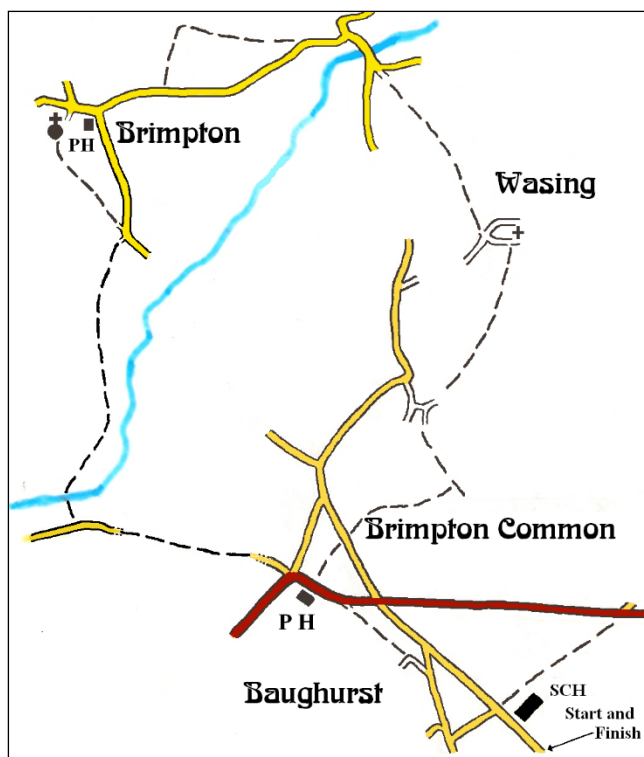 Brimpton
PH
Wasing
Brimpton Common
P H
Baughurst
SCH
Start and
Finish